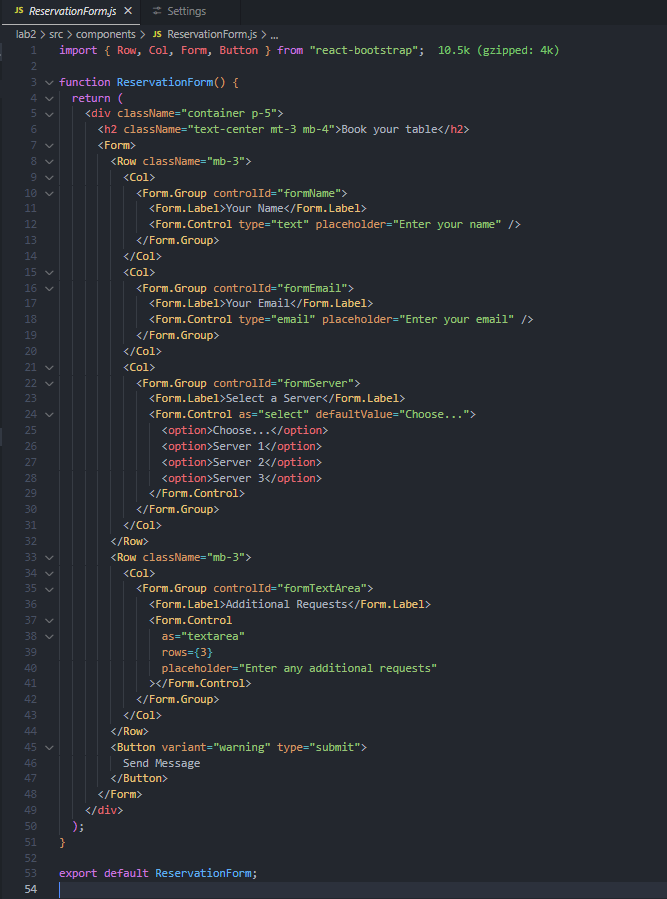 JS ReservationForm.js × Settings
lab2 > src > components > JS ReservationForm.js > ...
1 import { Row, Col, Form, Button } from "react-bootstrap"; 10.5k (gzipped: 4k)
2
3 function ReservationForm() {
4 return (
5 <div className="container p-5">
6 <h2 className="text-center mt-3 mb-4">Book your table</h2>
7 <Form>
8 <Row className="mb-3">
9 <Col>
10 <Form.Group controlId="formName">
11 <Form.Label>Your Name</Form.Label>
12 <Form.Control type="text" placeholder="Enter your name" />
13 </Form.Group>
14 </Col>
15 <Col>
16 <Form.Group controlId="formEmail">
17 <Form.Label>Your Email</Form.Label>
18 <Form.Control type="email" placeholder="Enter your email" />
19 </Form.Group>
20 </Col>
21 <Col>
22 <Form.Group controlId="formServer">
23 <Form.Label>Select a Server</Form.Label>
24 <Form.Control as="select" defaultValue="Choose...">
25 <option>Choose...</option>
26 <option>Server 1</option>
27 <option>Server 2</option>
28 <option>Server 3</option>
29 </Form.Control>
30 </Form.Group>
31 </Col>
32 </Row>
33 <Row className="mb-3">
34 <Col>
35 <Form.Group controlId="formTextArea">
36 <Form.Label>Additional Requests</Form.Label>
37 <Form.Control
38 as="textarea"
39 rows={3}
40 placeholder="Enter any additional requests"
41 ></Form.Control>
42 </Form.Group>
43 </Col>
44 </Row>
45 <Button variant="warning" type="submit">
46 Send Message
47 </Button>
48 </Form>
49 </div>
50 );
51 }
52
53 export default ReservationForm;
54